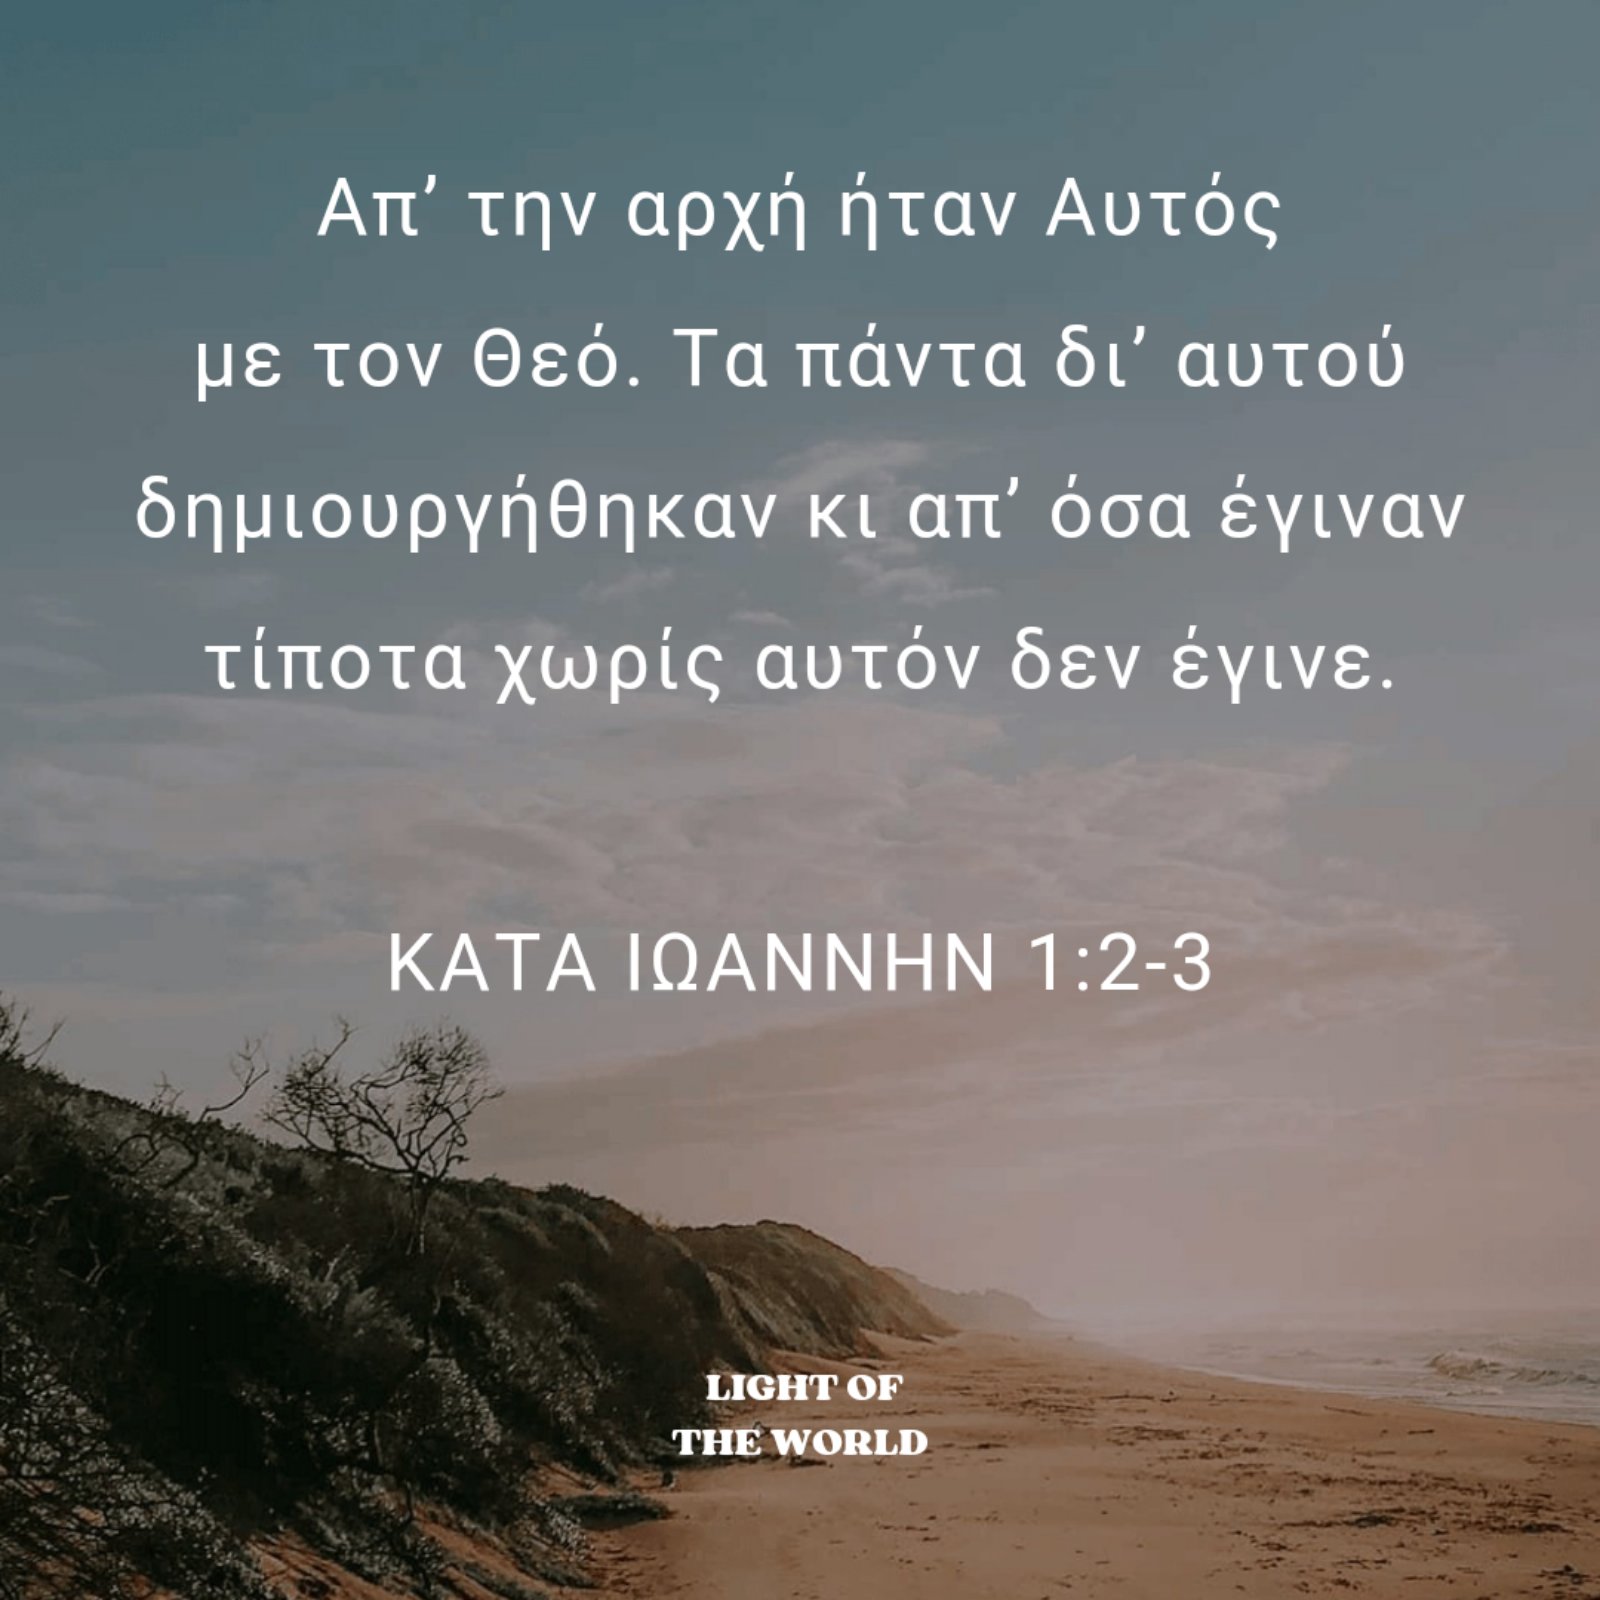 Απ’ την αρχή ήταν Αυτός
με τον Θεό. Τα πάντα δι’ αυτού
δημιουργήθηκαν κι απ’ όσα έγιναν
τίποτα χωρίς αυτόν δεν έγινε.
ΚΑΤΑ ΙΩΑΝΝΗΝ 1:2-3
LIGHT OF
THE WORLD